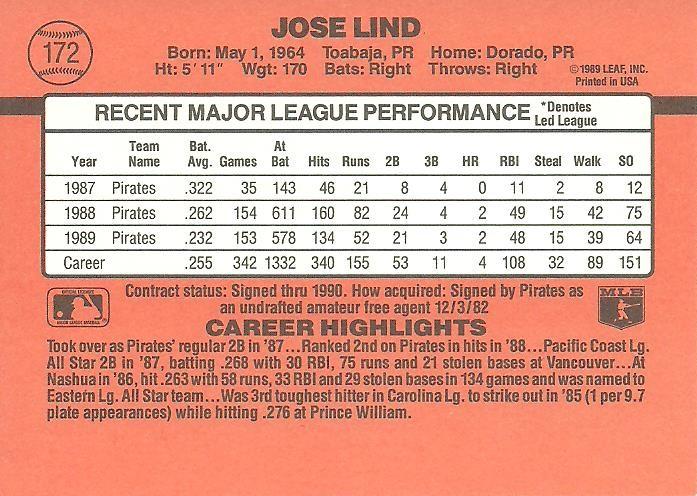 172
JOSE LIND
Born: May 1, 1964 Toabaja, PR Home: Dorado, PR
Ht: 5' 11" Wgt: 170 Bats: Right Throws: Right
©1989 LEAF, INC.
Printed in USA
RECENT MAJOR LEAGUE PERFORMANCE *Denotes Led League
Year Team Name Bat. Avg. Games At Bat Hits Runs 2B 3B HR RBI Steal Walk SO
1987 Pirates .322 35 143 46 21 8 4 0 11 2 8 12
1988 Pirates .262 154 611 160 82 24 4 2 49 15 42 75
1989 Pirates .232 153 578 134 52 21 3 2 48 15 39 64
Career .255 342 1332 340 155 53 11 4 108 32 89 151
Contract status: Signed thru 1990. How acquired: Signed by Pirates as
an undrafted amateur free agent 12/3/82
MLB
CAREER HIGHLIGHTS
Took over as Pirates' regular 2B in '87...Ranked 2nd on Pirates in hits in '88...Pacific Coast Lg.
All Star 2B in '87, batting .268 with 30 RBI, 75 runs and 21 stolen bases at Vancouver...At
Nashua in '86, hit .263 with 58 runs, 33 RBI and 29 stolen bases in 134 games and was named to
Eastern Lg. All Star team...Was 3rd toughest hitter in Carolina Lg. to strike out in '85 (1 per 9.7
plate appearances) while hitting .276 at Prince William.